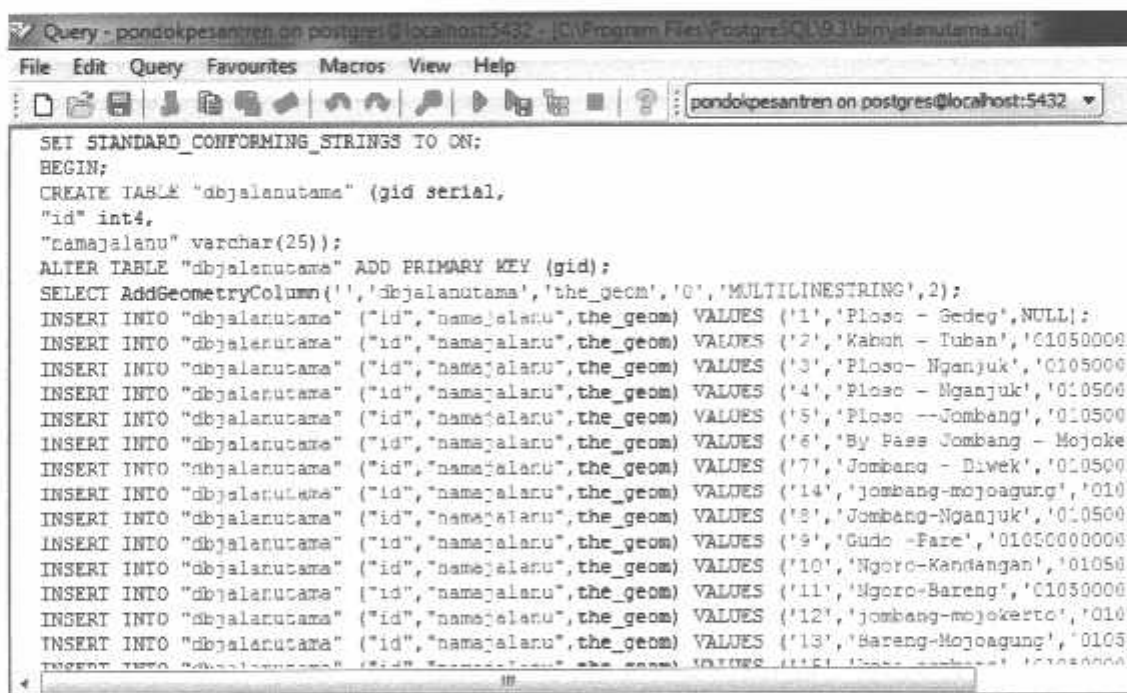 Query - pondokpesantren on postgres@localhost:5432 - [C:\Program Files\PostgreSQL\9.3\bin\jalanutama.sql] *
File Edit Query Favourites Macros View Help
pondokpesantren on postgres@localhost:5432
SET STANDARD_CONFORMING_STRINGS TO ON;
BEGIN;
CREATE TABLE "dbjalanutama" (gid serial,
"id" int4,
"namajalanu" varchar(25));
ALTER TABLE "dbjalanutama" ADD PRIMARY KEY (gid);
SELECT AddGeometryColumn('','dbjalanutama','the_geom','0','MULTILINESTRING',2);
INSERT INTO "dbjalanutama" ("id","namajalanu",the_geom) VALUES ('1','Ploso - Gedeg',NULL);
INSERT INTO "dbjalanutama" ("id","namajalanu",the_geom) VALUES ('2','Kabuh - Tuban','01050000
INSERT INTO "dbjalanutama" ("id","namajalanu",the_geom) VALUES ('3','Ploso- Nganjuk','0105000
INSERT INTO "dbjalanutama" ("id","namajalanu",the_geom) VALUES ('4','Ploso - Nganjuk','010500
INSERT INTO "dbjalanutama" ("id","namajalanu",the_geom) VALUES ('5','Ploso --Jombang','010500
INSERT INTO "dbjalanutama" ("id","namajalanu",the_geom) VALUES ('6','By Pass Jombang - Mojoke
INSERT INTO "dbjalanutama" ("id","namajalanu",the_geom) VALUES ('7','Jombang - Diwek','010500
INSERT INTO "dbjalanutama" ("id","namajalanu",the_geom) VALUES ('14','jombang-mojoagung','010
INSERT INTO "dbjalanutama" ("id","namajalanu",the_geom) VALUES ('8','Jombang-Nganjuk','010500
INSERT INTO "dbjalanutama" ("id","namajalanu",the_geom) VALUES ('9','Gudo -Pare','01050000000
INSERT INTO "dbjalanutama" ("id","namajalanu",the_geom) VALUES ('10','Ngoro-Kandangan','01050
INSERT INTO "dbjalanutama" ("id","namajalanu",the_geom) VALUES ('11','Ngoro-Bareng','01050000
INSERT INTO "dbjalanutama" ("id","namajalanu",the_geom) VALUES ('12','jombang-mojokerto','010
INSERT INTO "dbjalanutama" ("id","namajalanu",the_geom) VALUES ('13','Bareng-Mojoagung','0105
INSERT INTO "dbjalanutama" ("id","namajalanu",the_geom) VALUES ('15',